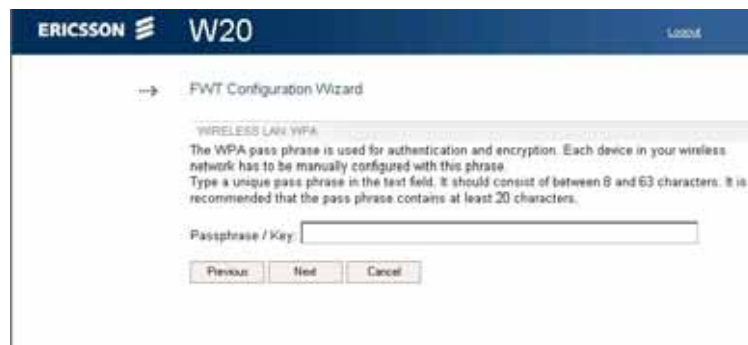 ERICSSON W20 Logout
FWT Configuration Wizard
WIRELESS LAN WPA
The WPA pass phrase is used for authentication and encryption. Each device in your wireless
network has to be manually configured with this phrase.
Type a unique pass phrase in the text field. It should consist of between 8 and 63 characters. It is
recommended that the pass phrase contains at least 20 characters.
Passphrase / Key:
Previous Next Cancel